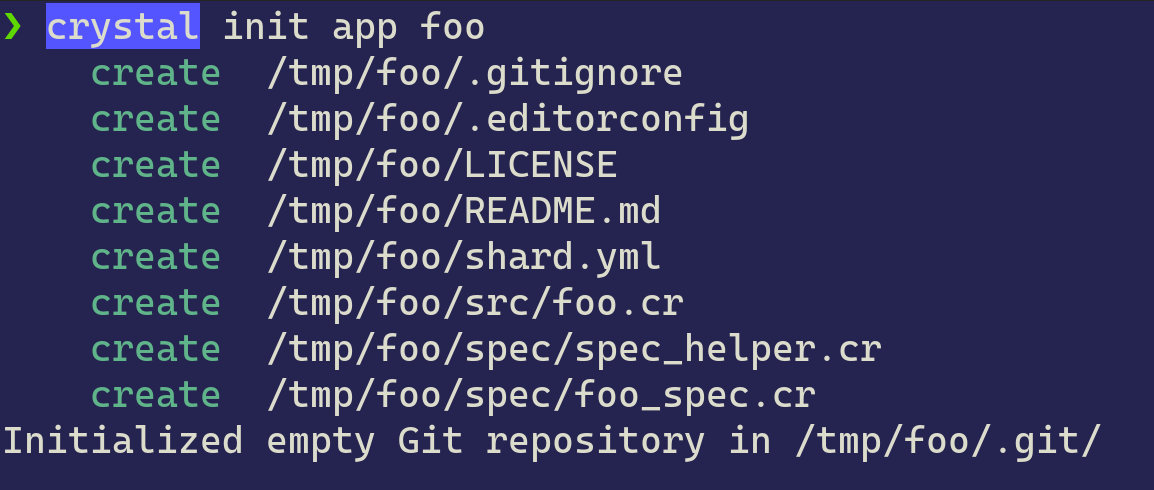 ❯ crystal init app foo
create /tmp/foo/.gitignore
create /tmp/foo/.editorconfig
create /tmp/foo/LICENSE
create /tmp/foo/README.md
create /tmp/foo/shard.yml
create /tmp/foo/src/foo.cr
create /tmp/foo/spec/spec_helper.cr
create /tmp/foo/spec/foo_spec.cr
Initialized empty Git repository in /tmp/foo/.git/